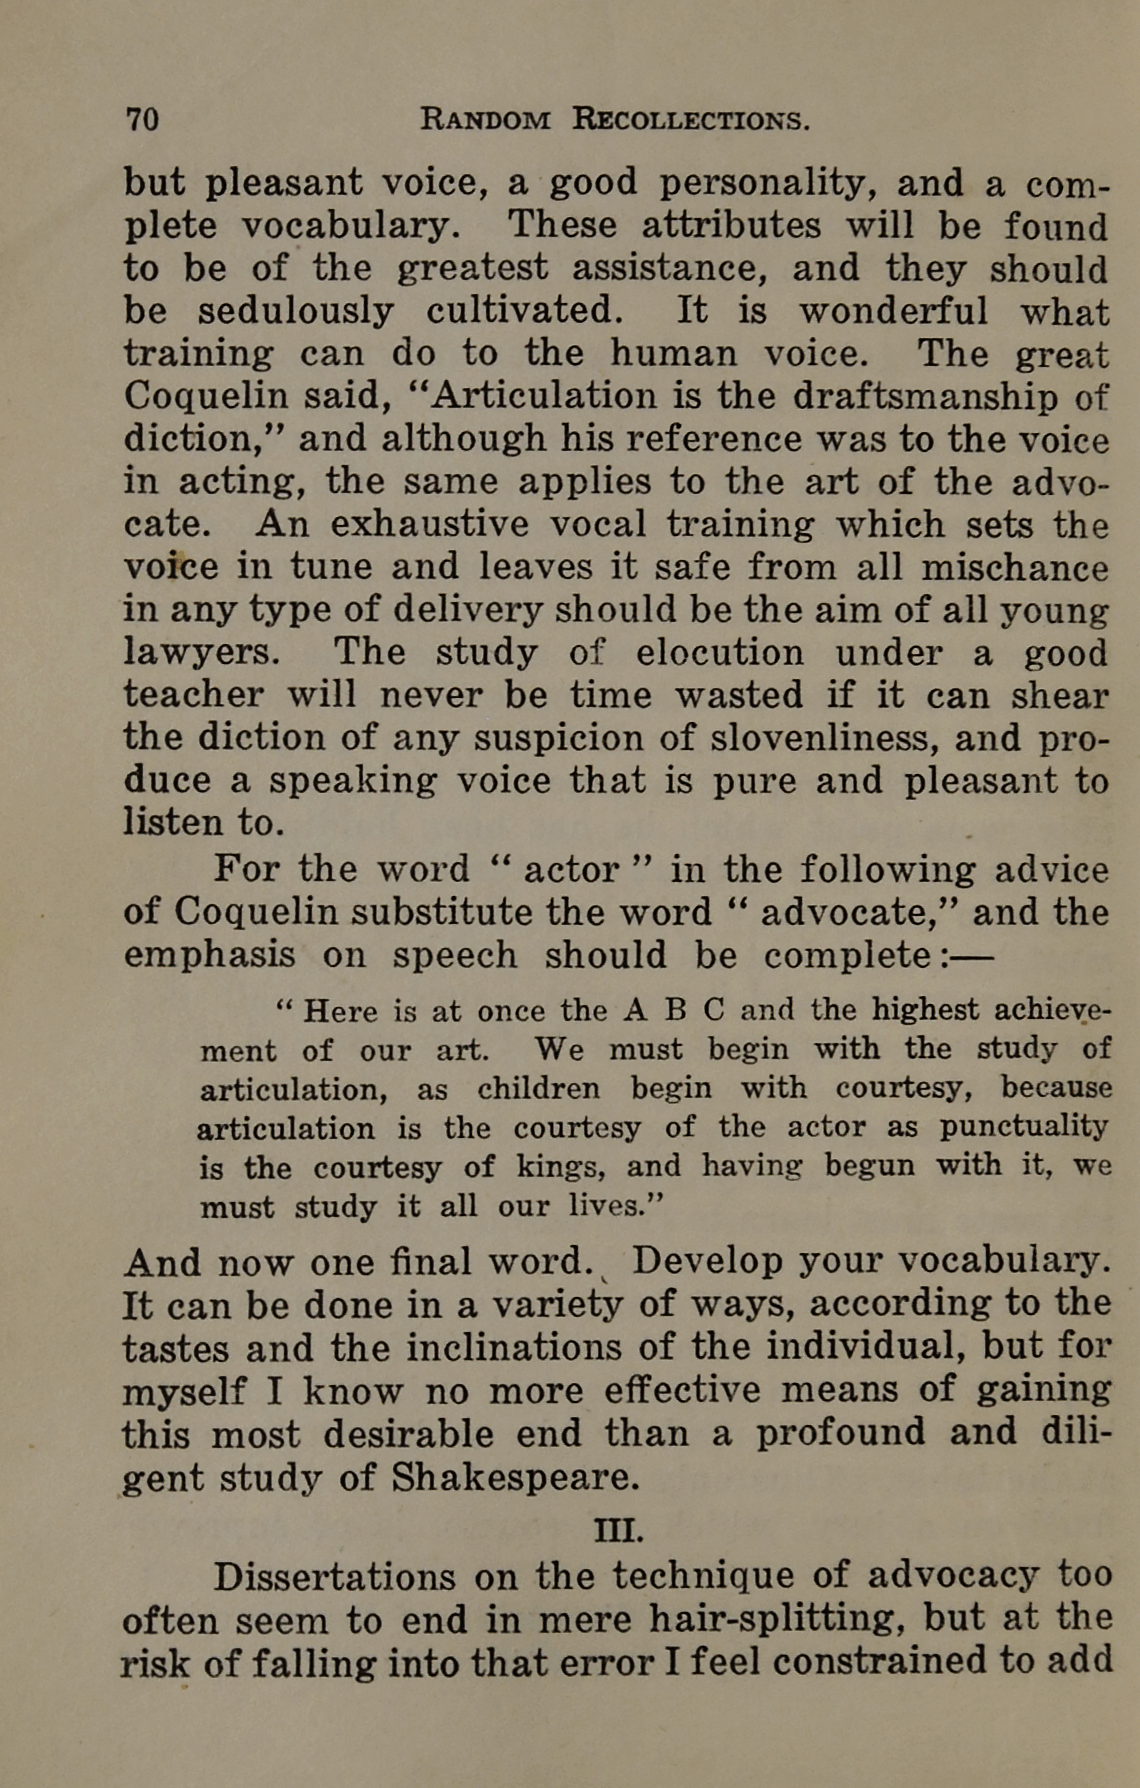 70 RANDOM RECOLLECTIONS.
but pleasant voice, a good personality, and a com-
plete vocabulary. These attributes will be found
to be of the greatest assistance, and they should
be sedulously cultivated. It is wonderful what
training can do to the human voice. The great
Coquelin said, “Articulation is the draftsmanship of
diction,” and although his reference was to the voice
in acting, the same applies to the art of the advo-
cate. An exhaustive vocal training which sets the
voice in tune and leaves it safe from all mischance
in any type of delivery should be the aim of all young
lawyers. The study of elocution under a good
teacher will never be time wasted if it can shear
the diction of any suspicion of slovenliness, and pro-
duce a speaking voice that is pure and pleasant to
listen to.
For the word “ actor ” in the following advice
of Coquelin substitute the word “ advocate,” and the
emphasis on speech should be complete:—
“ Here is at once the A B C and the highest achieve-
ment of our art. We must begin with the study of
articulation, as children begin with courtesy, because
articulation is the courtesy of the actor as punctuality
is the courtesy of kings, and having begun with it, we
must study it all our lives.”
And now one final word. Develop your vocabulary.
It can be done in a variety of ways, according to the
tastes and the inclinations of the individual, but for
myself I know no more effective means of gaining
this most desirable end than a profound and dili-
gent study of Shakespeare.
III.
Dissertations on the technique of advocacy too
often seem to end in mere hair-splitting, but at the
risk of falling into that error I feel constrained to add